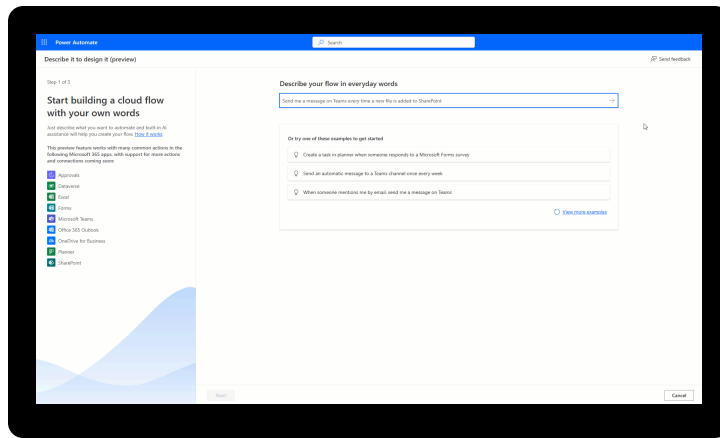 Power Automate
Search
Describe it to design it (preview)
Send feedback
Step 1 of 3
Start building a cloud flow
with your own words
Just describe what you want to automate and built-in AI
assistance will help you create your flow. How it works
This preview feature works with many common actions in the
following Microsoft 365 apps, with support for more actions
and connections coming soon:
Approvals
Dataverse
Excel
Forms
Microsoft Teams
Office 365 Outlook
OneDrive for Business
Planner
SharePoint
Describe your flow in everyday words
Send me a message on Teams every time a new file is added to SharePoint
Or try one of these examples to get started
Create a task in planner when someone responds to a Microsoft Forms survey
Send an automatic message to a Teams channel once every week
When someone mentions me by email, send me a message on Teams
View more examples
Next
Cancel